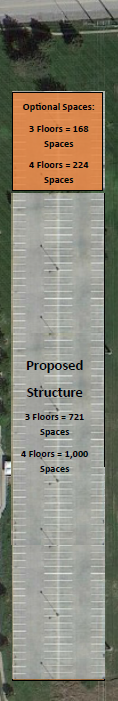 Optional Spaces:
3 Floors = 168
Spaces
4 Floors = 224
Spaces
Proposed
Structure
3 Floors = 721
Spaces
4 Floors = 1,000
Spaces